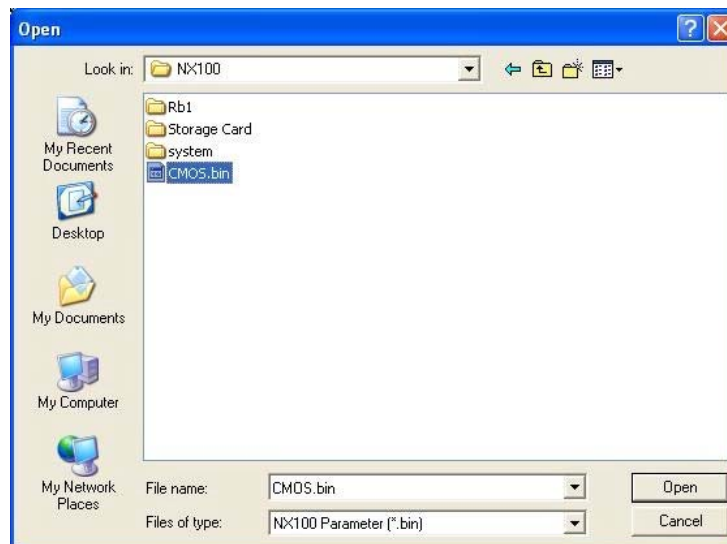 Open
Look in: NX100
Rb1
Storage Card
system
CMOS.bin
My Recent
Documents
Desktop
My Documents
My Computer
My Network
Places
File name: CMOS.bin Open
Files of type: NX100 Parameter (*.bin) Cancel